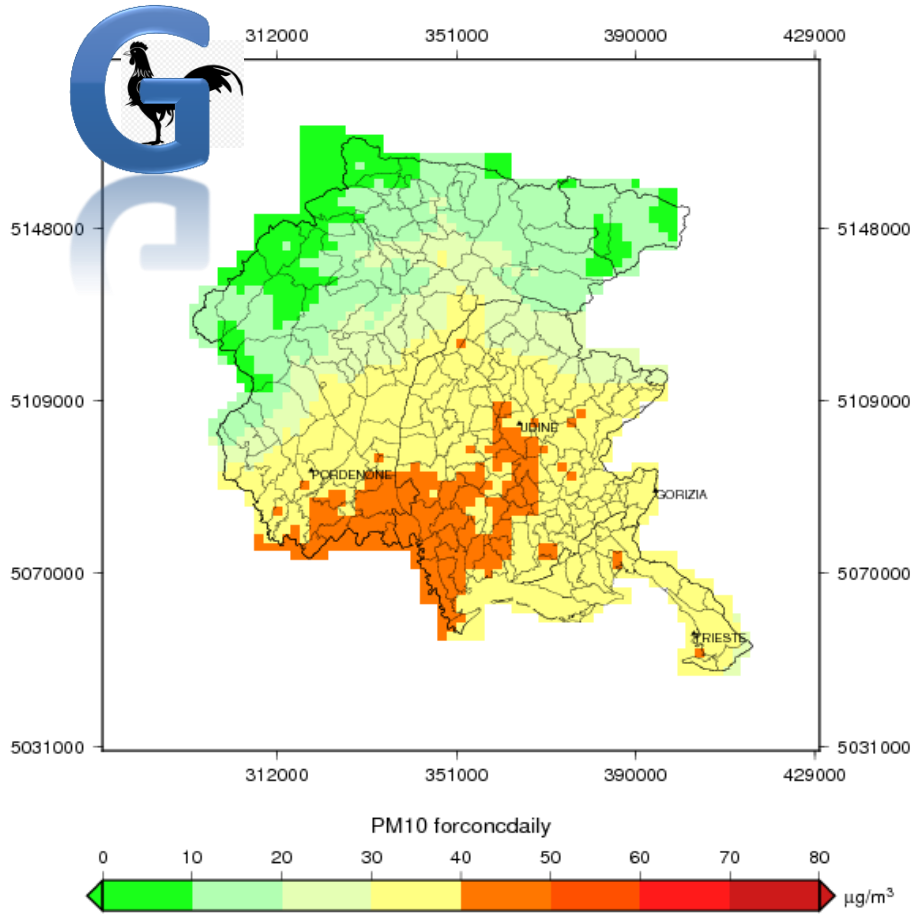 G
312000 351000 390000 429000
5148000 5148000
5109000 5109000
UDINE
PORDENONE
GORIZIA
5070000 5070000
TRIESTE
5031000 5031000
312000 351000 390000 429000
PM10 forconcdaily
0 10 20 30 40 50 60 70 80
µg/m³